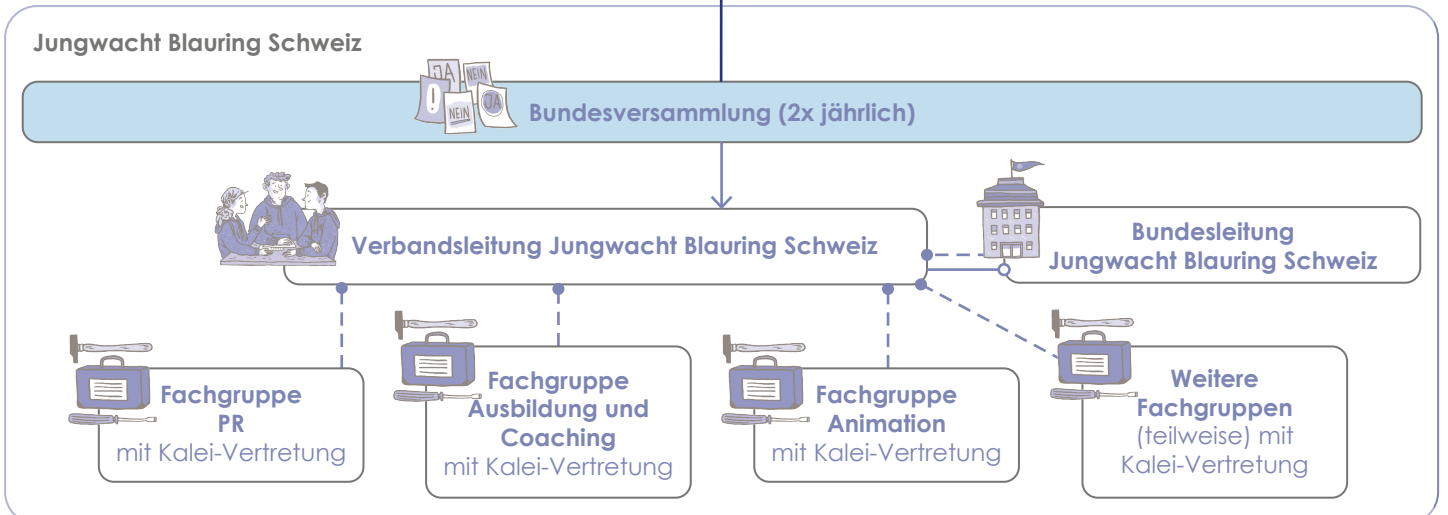 Jungwacht Blauring Schweiz
JA
NEIN
!
NEIN
JA
Bundesversammlung (2x jährlich)
Verbandsleitung Jungwacht Blauring Schweiz
Bundesleitung
Jungwacht Blauring Schweiz
Fachgruppe
PR
mit Kalei-Vertretung
Fachgruppe
Ausbildung und
Coaching
mit Kalei-Vertretung
Fachgruppe
Animation
mit Kalei-Vertretung
Weitere
Fachgruppen
(teilweise) mit
Kalei-Vertretung